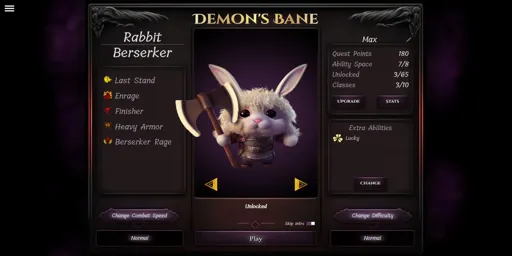 DEMON'S BANE
Rabbit
Berserker
Last Stand
Enrage
Finisher
Heavy Armor
Berserker Rage
Change Combat Speed
Normal
Unlocked
Skip Intro
Play
Max
Quest Points 180
Ability Space 7/8
Unlocked 3/65
Classes 3/10
UPGRADE STATS
Extra Abilities
Lucky
CHANGE
Change Difficulty
Normal